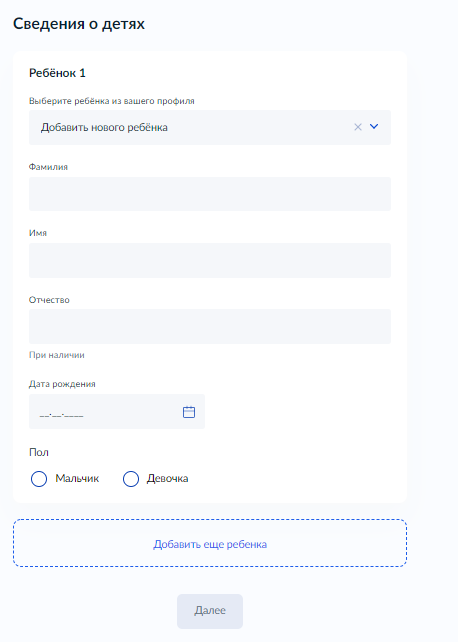 Сведения о детях
Ребёнок 1
Выберите ребёнка из вашего профиля
Добавить нового ребёнка
Фамилия
Имя
Отчество
При наличии
Дата рождения
__.__.____
Пол
Мальчик Девочка
Добавить еще ребенка
Далее